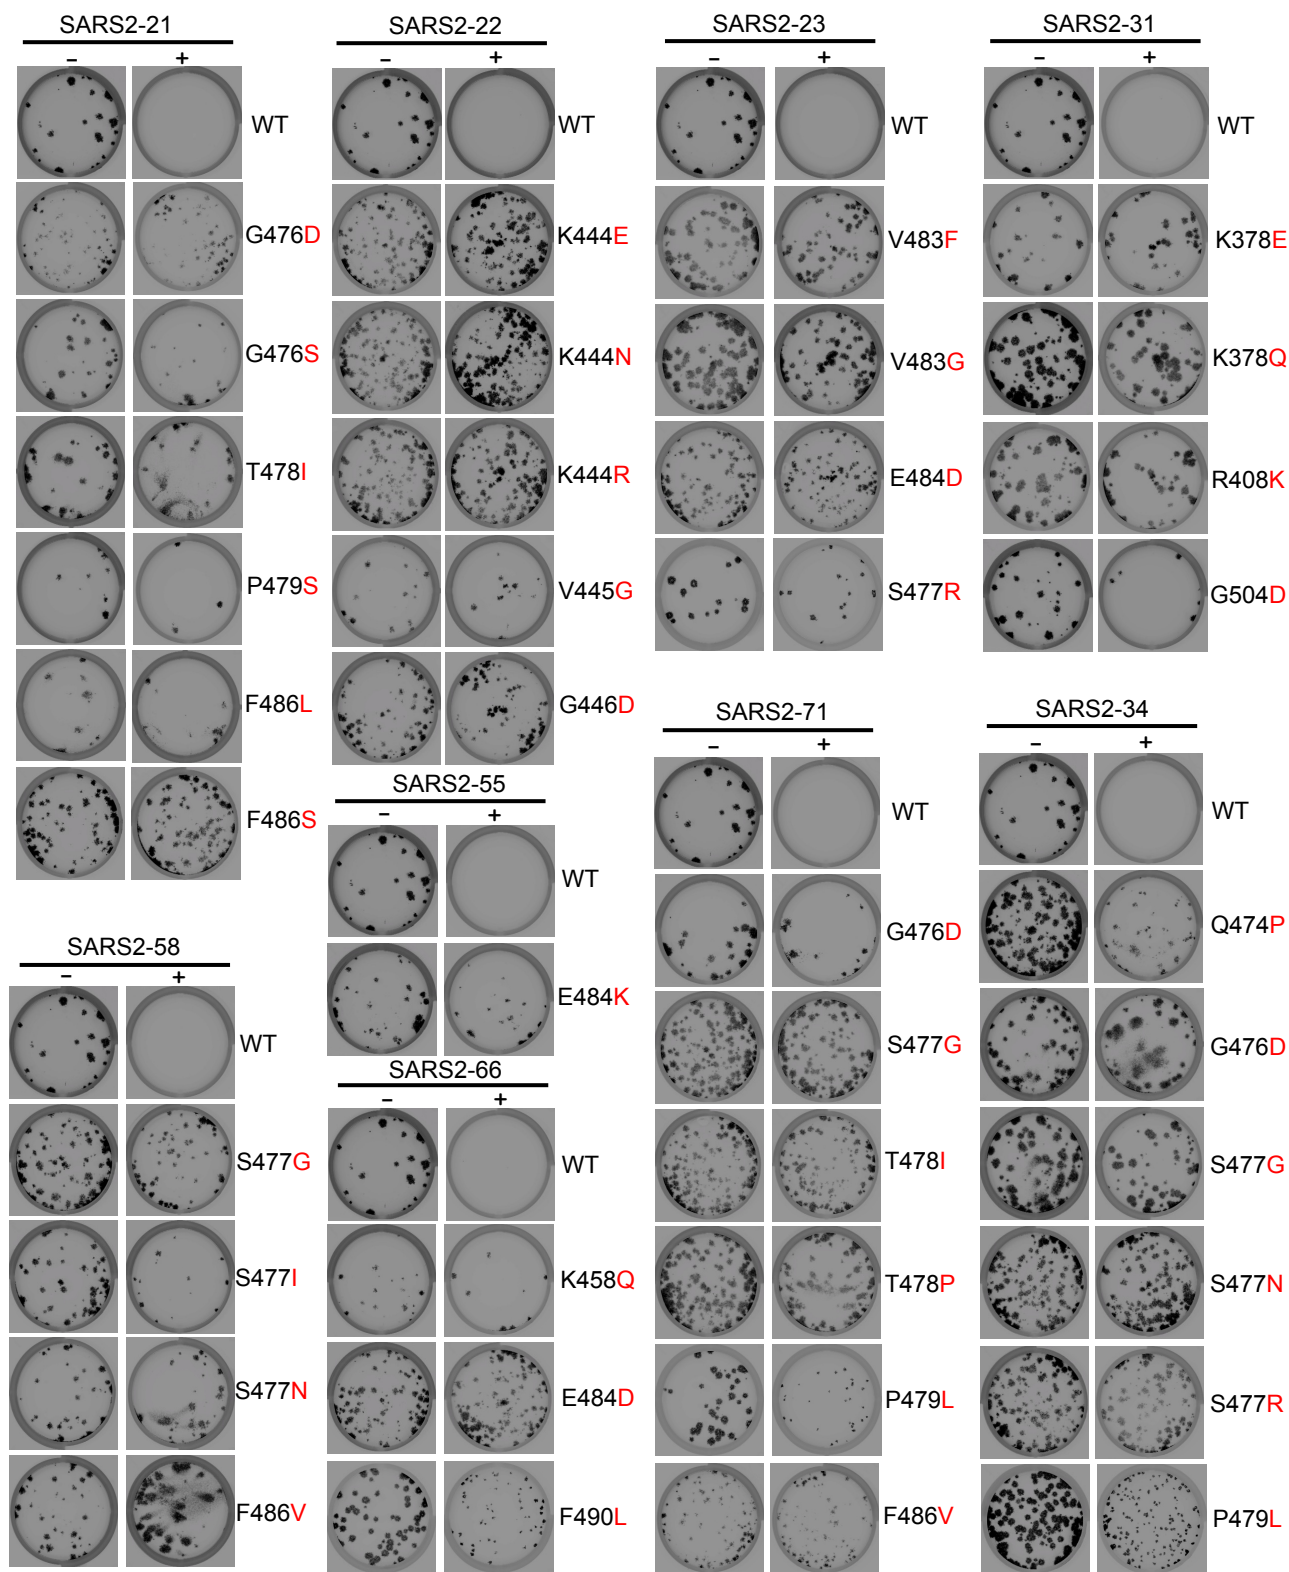 SARS2-21
− +
WT
G476D
G476S
T478I
P479S
F486L
F486S
SARS2-22
− +
WT
K444E
K444N
K444R
V445G
G446D
SARS2-23
− +
WT
V483F
V483G
E484D
S477R
SARS2-31
− +
WT
K378E
K378Q
R408K
G504D
SARS2-58
− +
WT
S477G
S477I
S477N
F486V
SARS2-55
− +
WT
E484K
SARS2-66
− +
WT
K458Q
E484D
F490L
SARS2-71
− +
WT
G476D
S477G
T478I
T478P
P479L
F486V
SARS2-34
− +
WT
Q474P
G476D
S477G
S477N
S477R
P479L